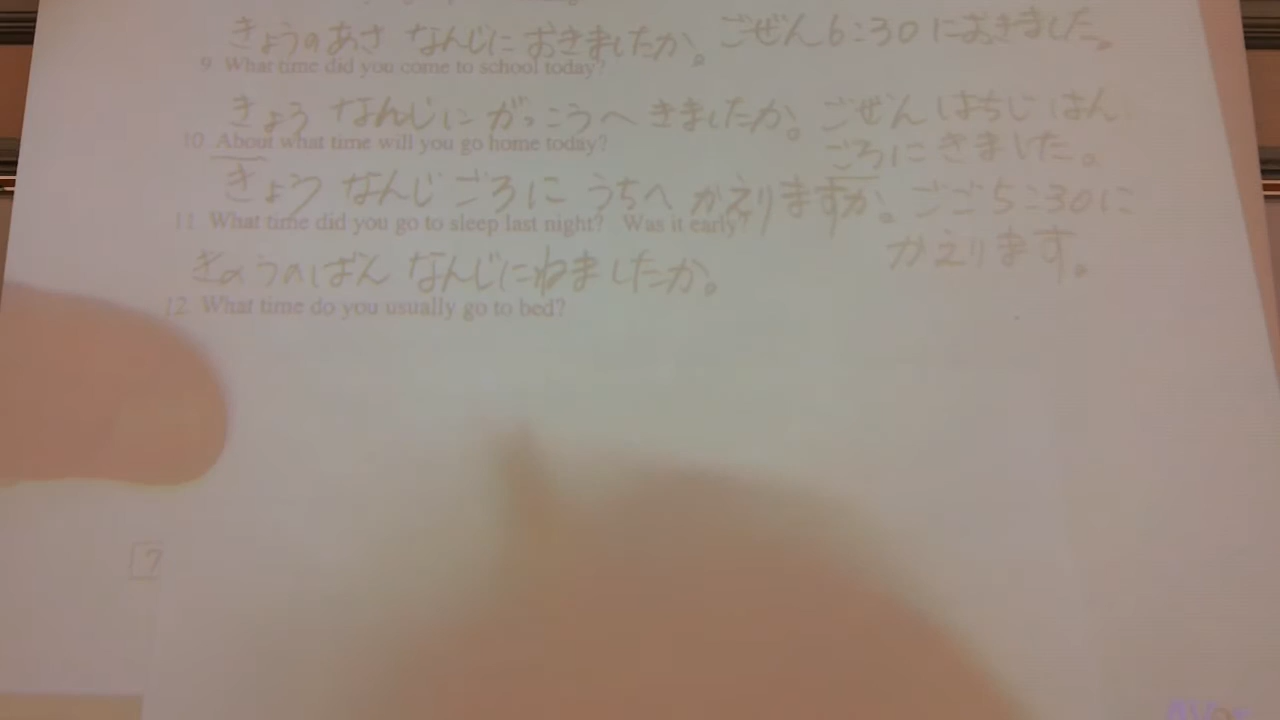 きょうのあさ なんじに おきましたか。 ごぜん6:30におきました。
9 What time did you come to school today?
きょう なんじに がっこうへ きましたか。 ごぜん はちじ はん
10 About what time will you go home today?
ごろにきました。
きょう なんじ ごろに うちへ かえりますか。 ごご5:30に
11 What time did you go to sleep last night? Was it early?
かえります。
きのうのばん なんじにねましたか。
12 What time do you usually go to bed?
7